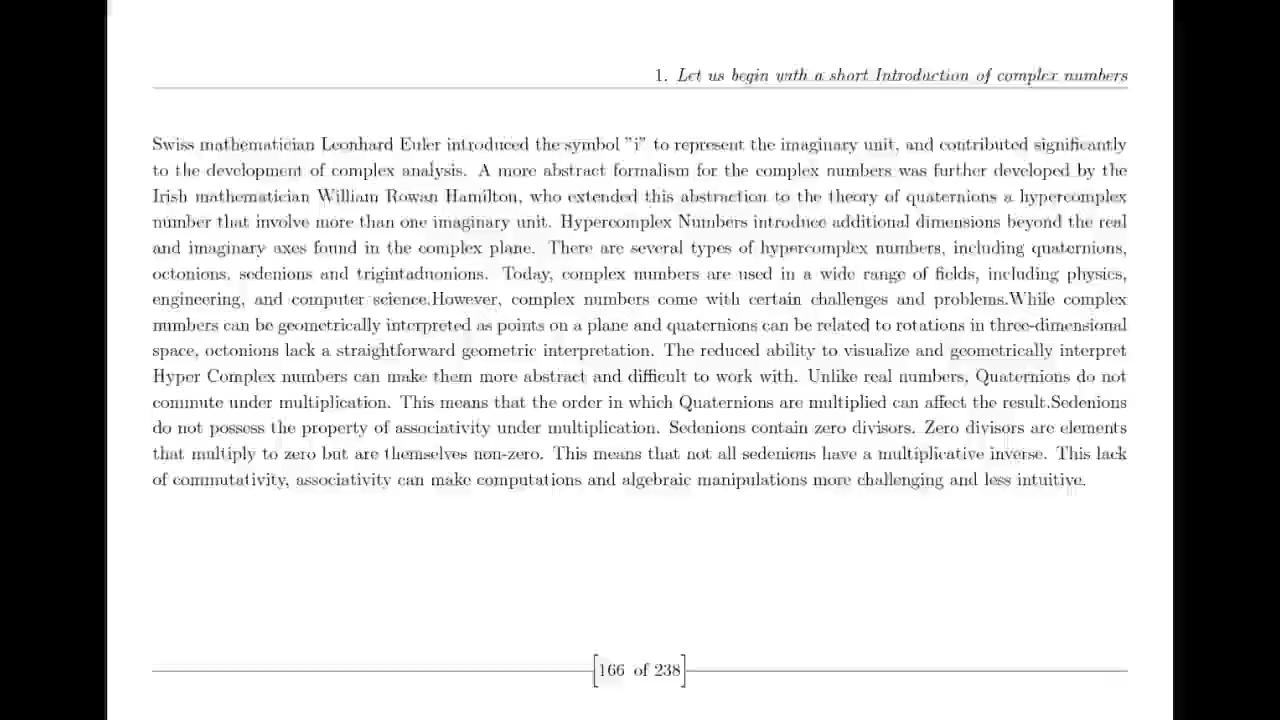 1. Let us begin with a short Introduction of complex numbers
Swiss mathematician Leonhard Euler introduced the symbol "i" to represent the imaginary unit, and contributed significantly
to the development of complex analysis. A more abstract formalism for the complex numbers was further developed by the
Irish mathematician William Rowan Hamilton, who extended this abstraction to the theory of quaternions a hypercomplex
number that involve more than one imaginary unit. Hypercomplex Numbers introduce additional dimensions beyond the real
and imaginary axes found in the complex plane. There are several types of hypercomplex numbers, including quaternions,
octonions, sedenions and trigintaduonions. Today, complex numbers are used in a wide range of fields, including physics,
engineering, and computer science.However, complex numbers come with certain challenges and problems.While complex
numbers can be geometrically interpreted as points on a plane and quaternions can be related to rotations in three-dimensional
space, octonions lack a straightforward geometric interpretation. The reduced ability to visualize and geometrically interpret
Hyper Complex numbers can make them more abstract and difficult to work with. Unlike real numbers, Quaternions do not
commute under multiplication. This means that the order in which Quaternions are multiplied can affect the result.Sedenions
do not possess the property of associativity under multiplication. Sedenions contain zero divisors. Zero divisors are elements
that multiply to zero but are themselves non-zero. This means that not all sedenions have a multiplicative inverse. This lack
of commutativity, associativity can make computations and algebraic manipulations more challenging and less intuitive.
166 of 238